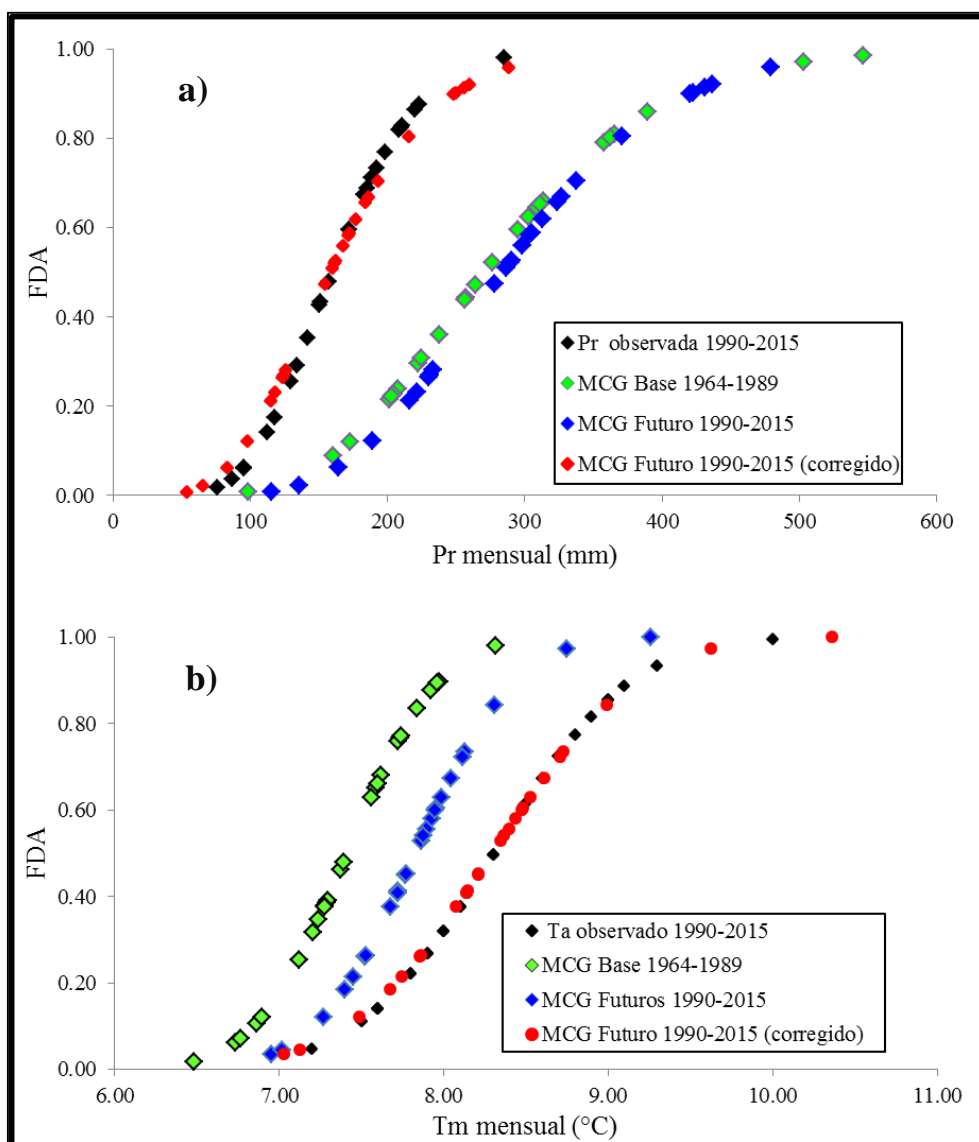 a)
1.00
0.80
0.60
0.40
0.20
0.00
FDA
0 100 200 300 400 500 600
Pr mensual (mm)
Pr observada 1990-2015
MCG Base 1964-1989
MCG Futuro 1990-2015
MCG Futuro 1990-2015 (corregido)
b)
1.00
0.80
0.60
0.40
0.20
0.00
FDA
6.00 7.00 8.00 9.00 10.00 11.00
Tm mensual (°C)
Ta observado 1990-2015
MCG Base 1964-1989
MCG Futuros 1990-2015
MCG Futuro 1990-2015 (corregido)